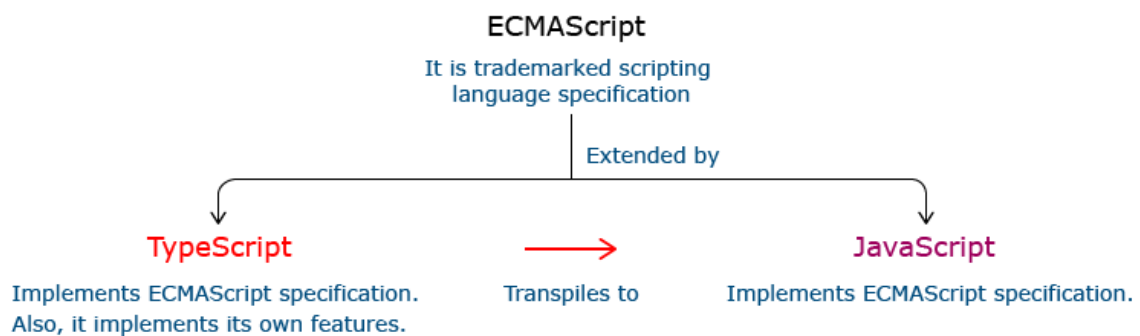 ECMAScript
It is trademarked scripting
language specification
Extended by
TypeScript
JavaScript
Implements ECMAScript specification.
Also, it implements its own features.
Transpiles to
Implements ECMAScript specification.